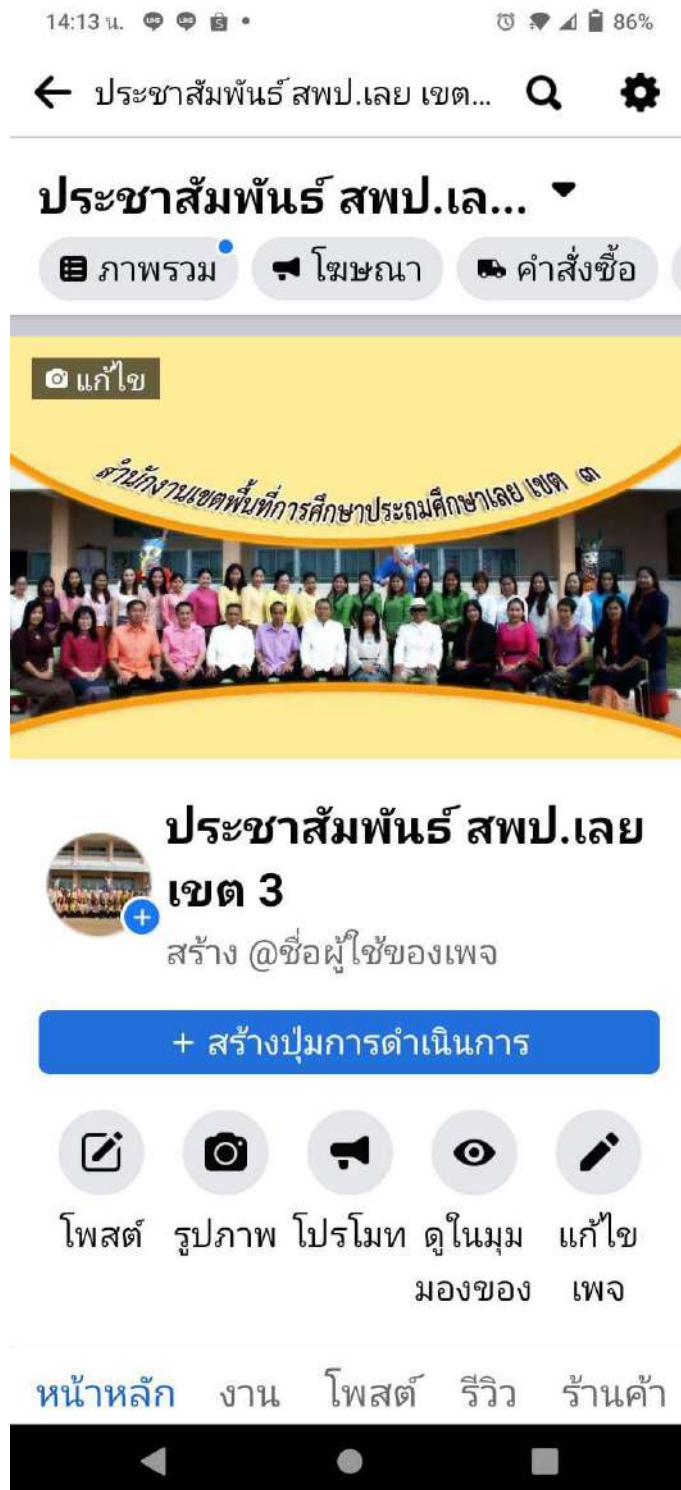 14:13 น. 86%
ประชาสัมพันธ์ สพป.เลย เขต...
ประชาสัมพันธ์ สพป.เล...
ภาพรวม โฆษณา คำสั่งซื้อ
แก้ไข
สำนักงานเขตพื้นที่การศึกษาประถมศึกษาเลย เขต ๓
ประชาสัมพันธ์ สพป.เลย
เขต 3
สร้าง @ชื่อผู้ใช้ของเพจ
+ สร้างปุ่มการดำเนินการ
โพสต์ รูปภาพ โปรโมท ดูในมุม แก้ไข
มองของ เพจ
หน้าหลัก งาน โพสต์ รีวิว ร้านค้า